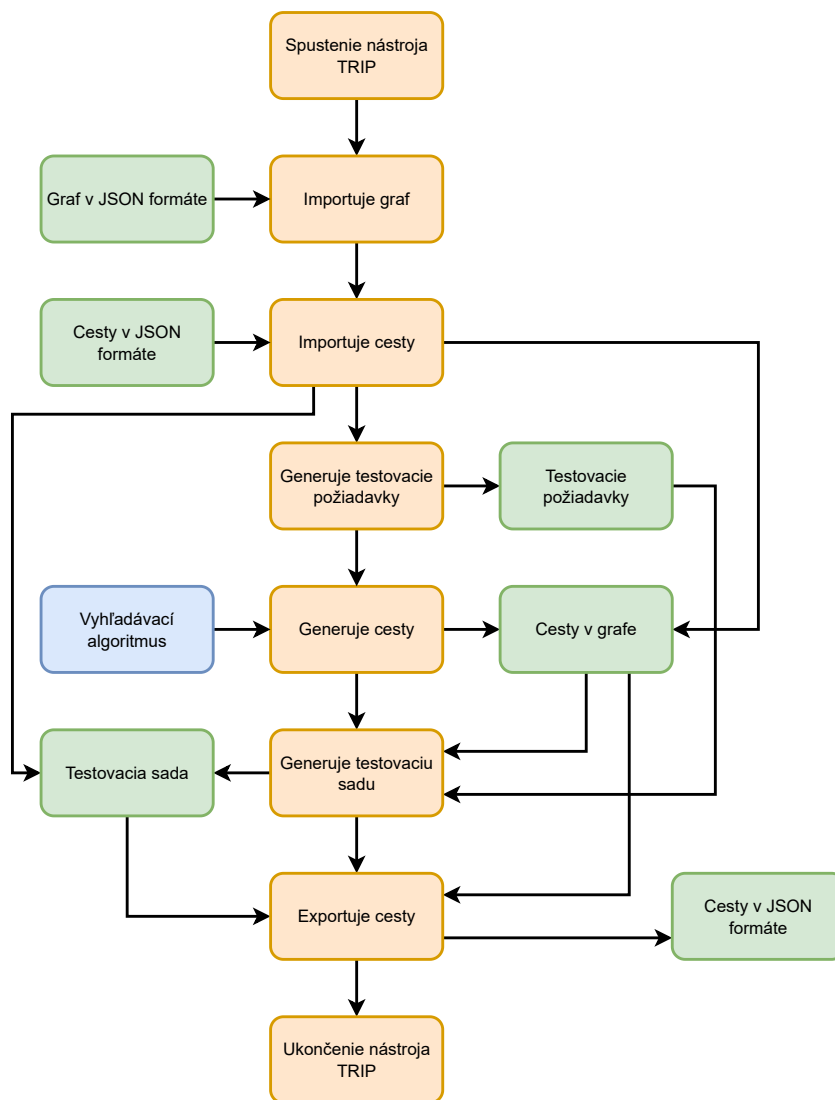 Spustenie nástroja
TRIP
Graf v JSON formáte
Importuje graf
Cesty v JSON
formáte
Importuje cesty
Generuje testovacie
požiadavky
Testovacie
požiadavky
Vyhľadávací
algoritmus
Generuje cesty
Cesty v grafe
Testovacia sada
Generuje testovaciu
sadu
Exportuje cesty
Cesty v JSON
formáte
Ukončenie nástroja
TRIP